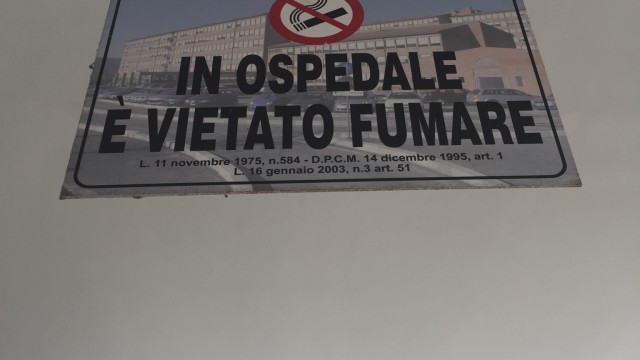 IN OSPEDALE
È VIETATO FUMARE
L. 11 novembre 1975, n.584 - D.P.C.M. 14 dicembre 1995, art. 1
L. 16 gennaio 2003, n.3 art. 51